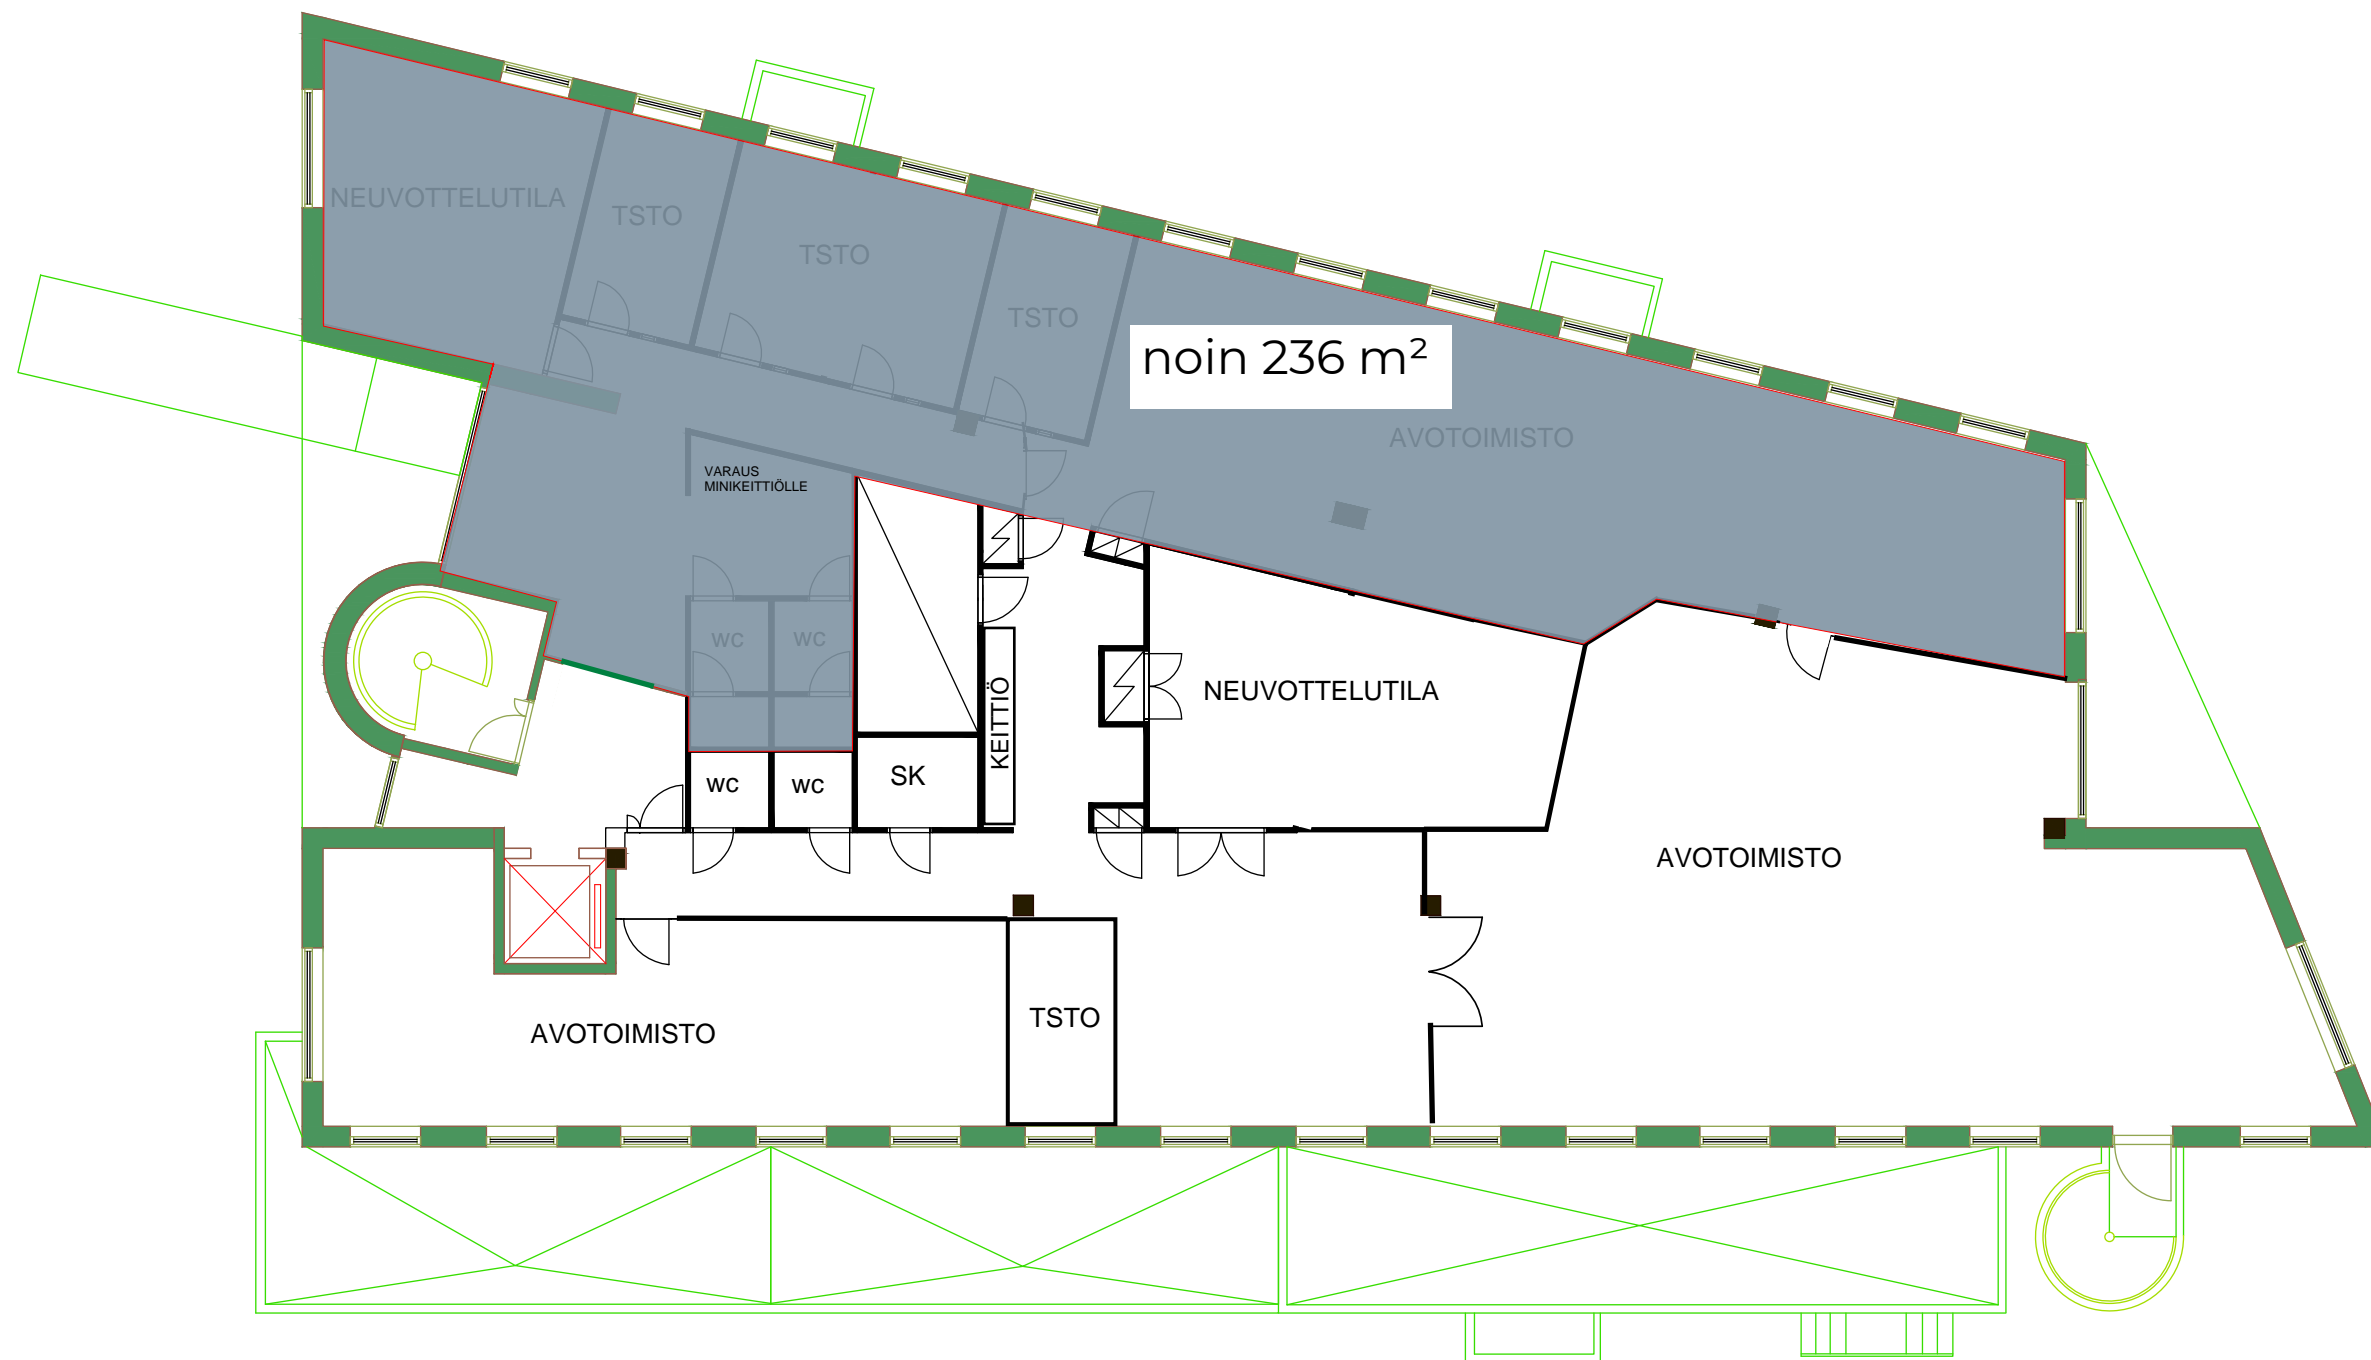 NEUVOTTELUTILA
TSTO
TSTO
TSTO
noin 236 m²
AVOTOIMISTO
VARAUS
MINIKEITTIÖLLE
wc
wc
KEITTIÖ
NEUVOTTELUTILA
wc
wc
SK
AVOTOIMISTO
AVOTOIMISTO
TSTO